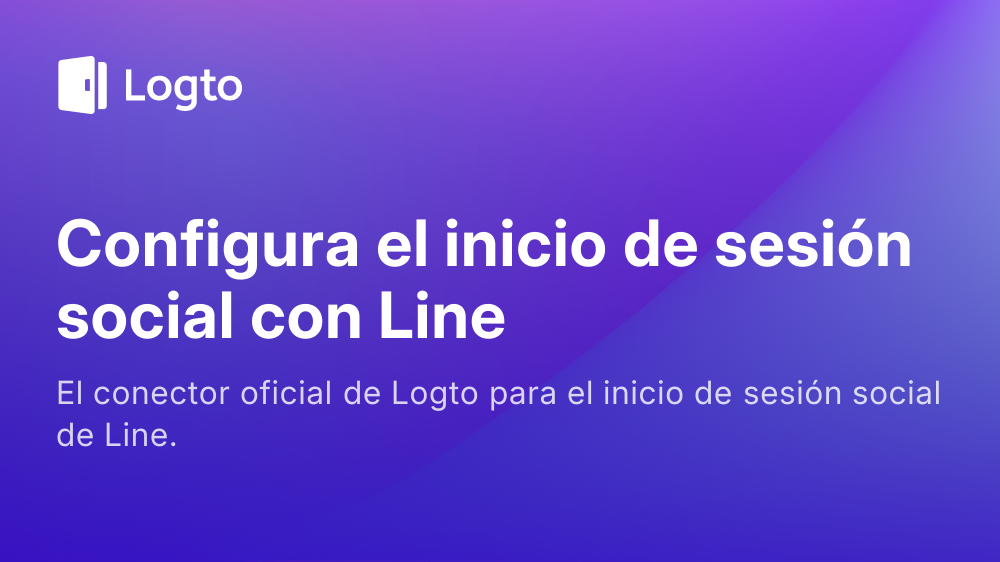 Logto
Configura el inicio de sesión
social con Line
El conector oficial de Logto para el inicio de sesión social
de Line.